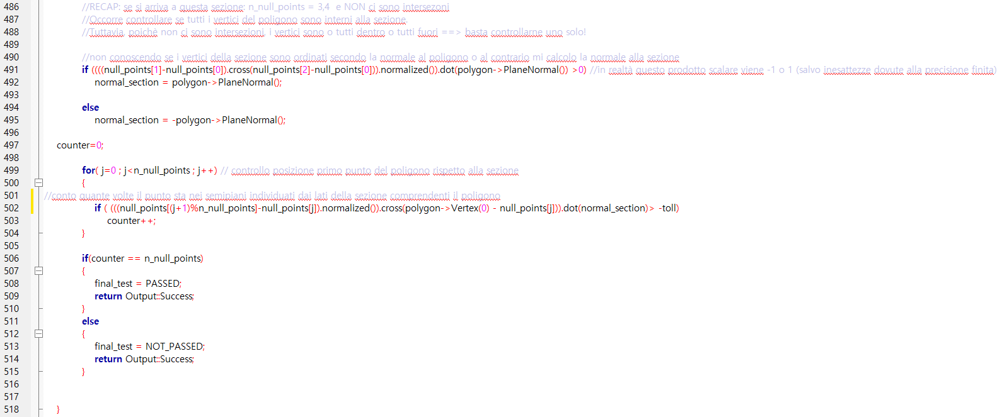 486 //RECAP: se si arriva a questa sezione: n_null_points = 3,4  e NON ci sono intersezoni
487 //Occorre controllare se tutti i vertici del poligono sono interni alla sezione.
488 //Tuttavia, poichè non ci sono intersezioni, i vertici sono o tutti dentro o tutti fuori ==> basta controllarne uno solo!
489
490 //non conoscendo se i vertici della sezione sono ordinati secondo la normale al poligono o al contrario mi calcolo la normale alla sezione
491 if ((((null_points[1]-null_points[0]).cross(null_points[2]-null_points[0])).normalized()).dot(polygon->PlaneNormal()) >0) //in realtà questo prodotto scalare viene -1 o 1 (salvo inesattezze dovute alla precisione finita)
492 normal_section = polygon->PlaneNormal();
493
494 else
495 normal_section = -polygon->PlaneNormal();
496
497 counter=0;
498
499 for( j=0 ; j<n_null_points ; j++) // controllo posizione primo punto del poligono rispetto alla sezione
500 {
501 //conto quante volte il punto sta nei semipiani individuati dai lati della sezione comprendenti il poligono
502 if ( (((null_points[(j+1)%n_null_points]-null_points[j]).normalized()).cross(polygon->Vertex(0) - null_points[j])).dot(normal_section)> -toll)
503 counter++;
504 }
505
506 if(counter == n_null_points)
507 {
508 final_test = PASSED;
509 return Output::Success;
510 }
511 else
512 {
513 final_test = NOT_PASSED;
514 return Output::Success;
515 }
516
517
518 }